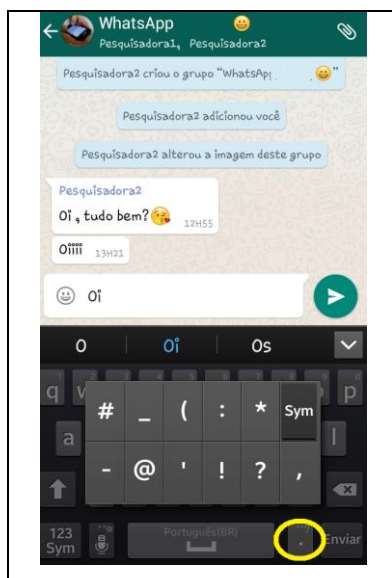 WhatsApp 😀
Pesquisadora1, Pesquisadora2
Pesquisadora2 criou o grupo “WhatsAp 😀”
Pesquisadora2 adicionou você
Pesquisadora2 alterou a imagem deste grupo
Pesquisadora2
Oi , tudo bem?😘 12H55
Oiiii 13H21
Oi
O Oi Os
q p
# _ ( : * Sym
a l
- @ ' ! ? ,
123 Português(BR) . Enviar
Sym